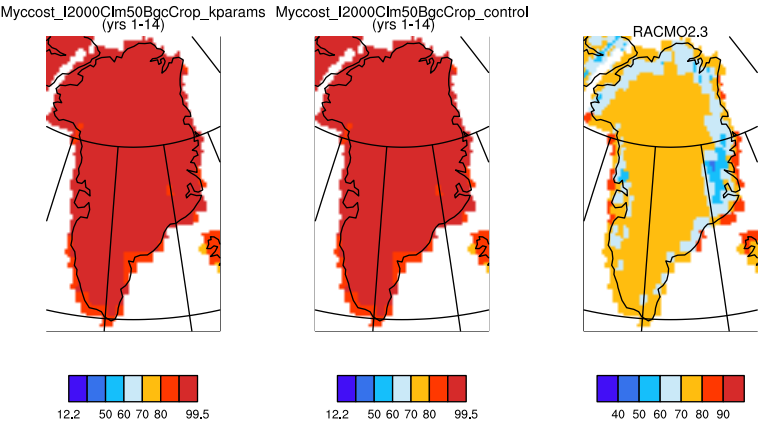 Myccost_I2000Clm50BgcCrop_kparams
(yrs 1-14)
Myccost_I2000Clm50BgcCrop_control
(yrs 1-14)
RACMO2.3
12.2 50 60 70 80 99.5
12.2 50 60 70 80 99.5
40 50 60 70 80 90